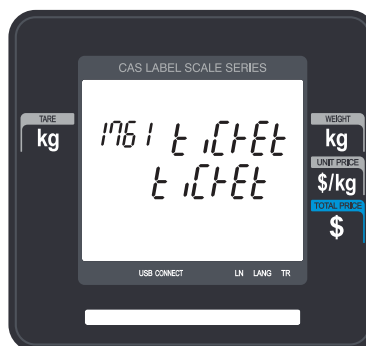 CAS LABEL SCALE SERIES
TARE
kg
1761 tiCKEt
tiCKEt
WEIGHT
kg
UNIT PRICE
$/kg
TOTAL PRICE
$
USB CONNECT LN LANG TR